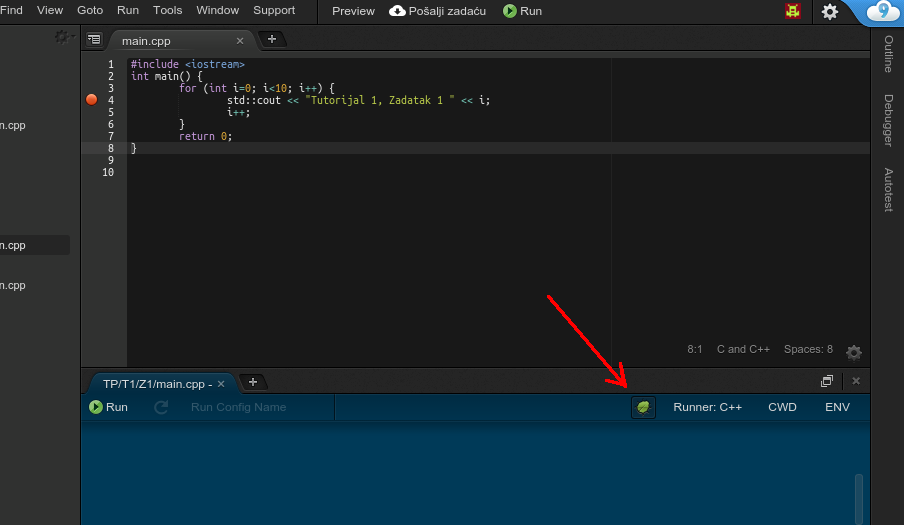 Find View Goto Run Tools Window Support Preview Pošalji zadaću Run
main.cpp
1 #include <iostream>
2 int main() {
3 for (int i=0; i<10; i++) {
4 std::cout << "Tutorijal 1, Zadatak 1 " << i;
5 i++;
6 }
7 return 0;
8 }
9
10
n.cpp
n.cpp
n.cpp
Outline
Debugger
Autotest
8:1 C and C++ Spaces: 8
TP/T1/Z1/main.cpp -
Run Run Config Name Runner: C++ CWD ENV